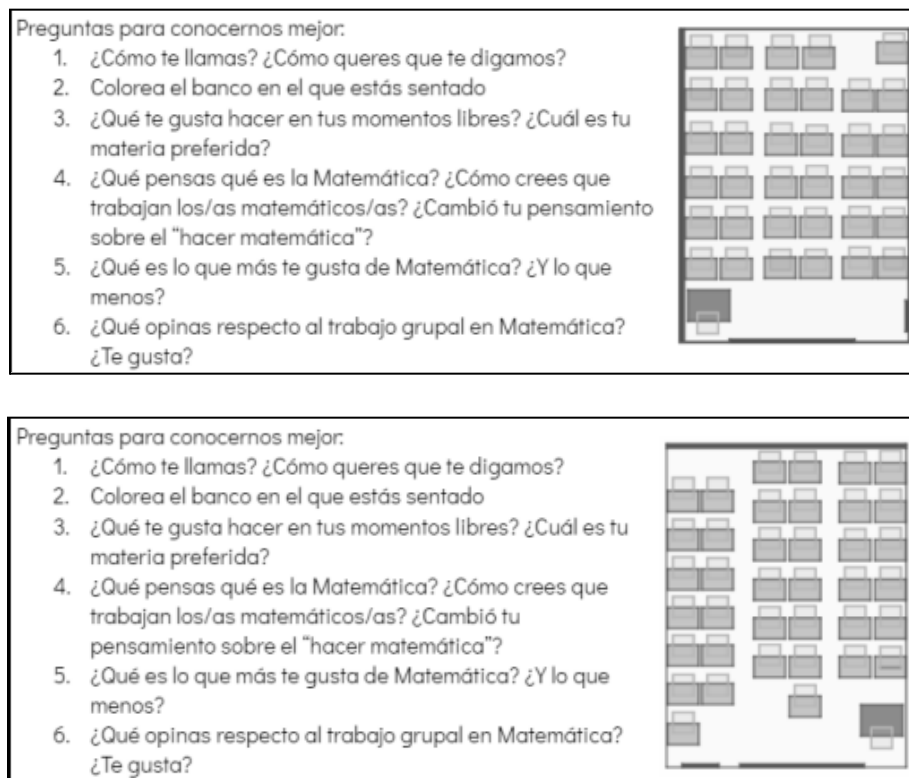 Preguntas para conocernos mejor:
1. ¿Cómo te llamas? ¿Cómo queres que te digamos?
2. Colorea el banco en el que estás sentado
3. ¿Qué te gusta hacer en tus momentos libres? ¿Cuál es tu
materia preferida?
4. ¿Qué pensas qué es la Matemática? ¿Cómo crees que
trabajan los/as matemáticos/as? ¿Cambió tu pensamiento
sobre el “hacer matemática”?
5. ¿Qué es lo que más te gusta de Matemática? ¿Y lo que
menos?
6. ¿Qué opinas respecto al trabajo grupal en Matemática?
¿Te gusta?
Preguntas para conocernos mejor:
1. ¿Cómo te llamas? ¿Cómo queres que te digamos?
2. Colorea el banco en el que estás sentado
3. ¿Qué te gusta hacer en tus momentos libres? ¿Cuál es tu
materia preferida?
4. ¿Qué pensas qué es la Matemática? ¿Cómo crees que
trabajan los/as matemáticos/as? ¿Cambió tu
pensamiento sobre el “hacer matemática”?
5. ¿Qué es lo que más te gusta de Matemática? ¿Y lo que
menos?
6. ¿Qué opinas respecto al trabajo grupal en Matemática?
¿Te gusta?